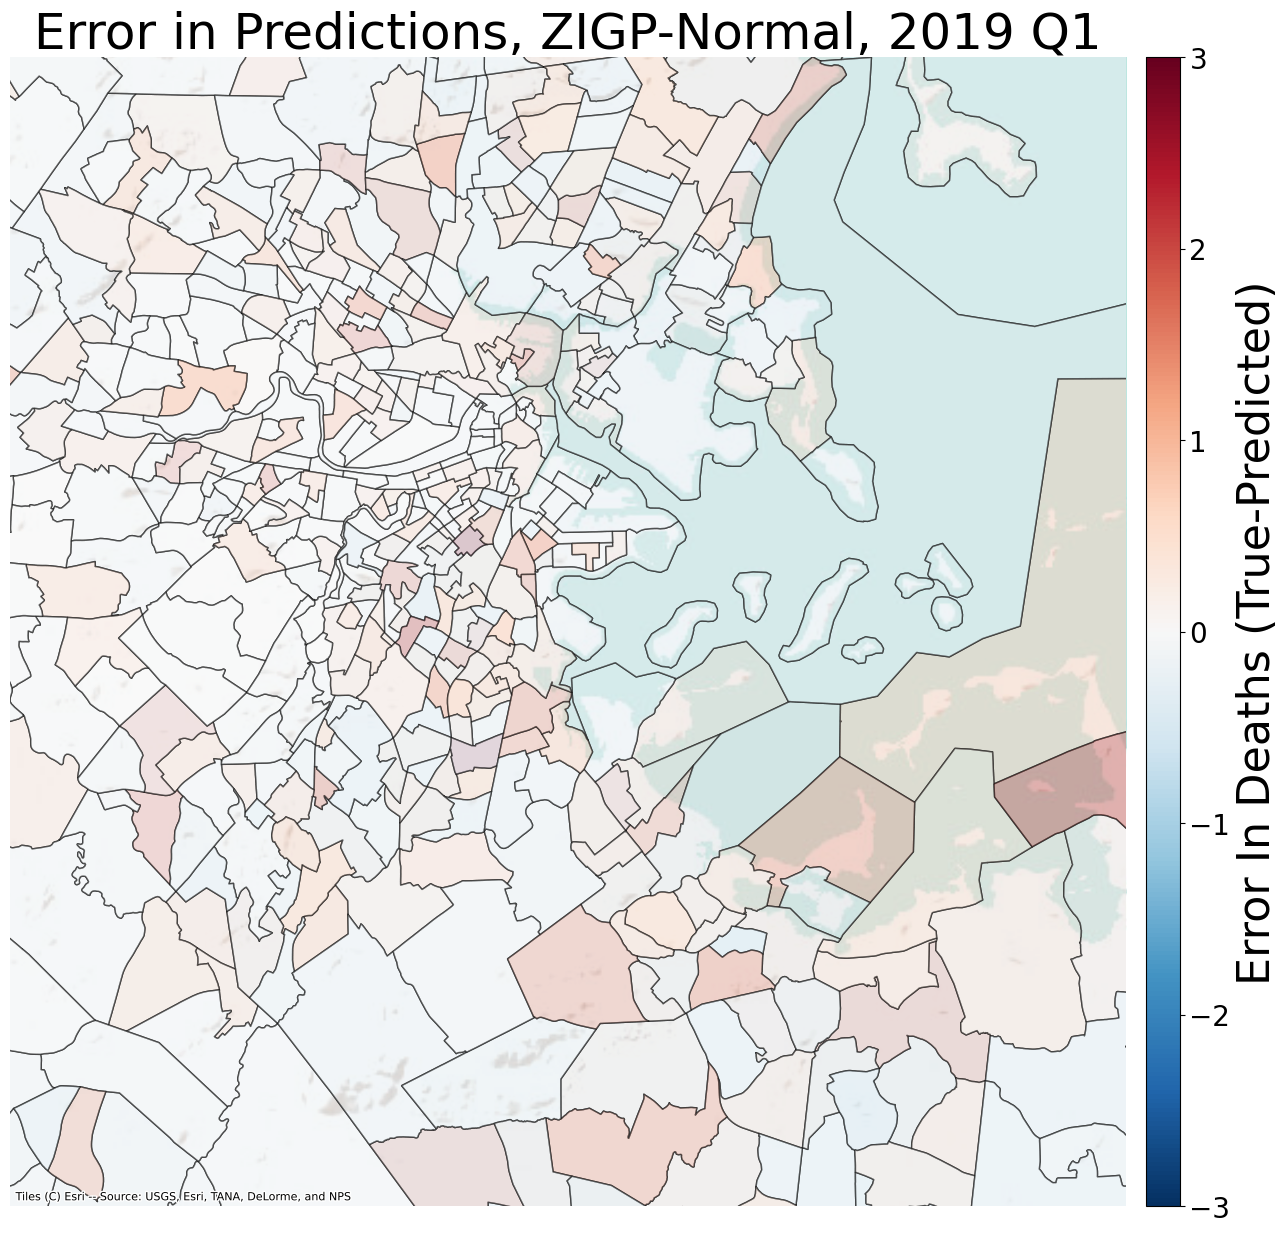 Error in Predictions, ZIGP-Normal, 2019 Q1
3
2
1
0
−1
−2
−3
Error In Deaths (True-Predicted)
Tiles (C) Esri -- Source: USGS, Esri, TANA, DeLorme, and NPS